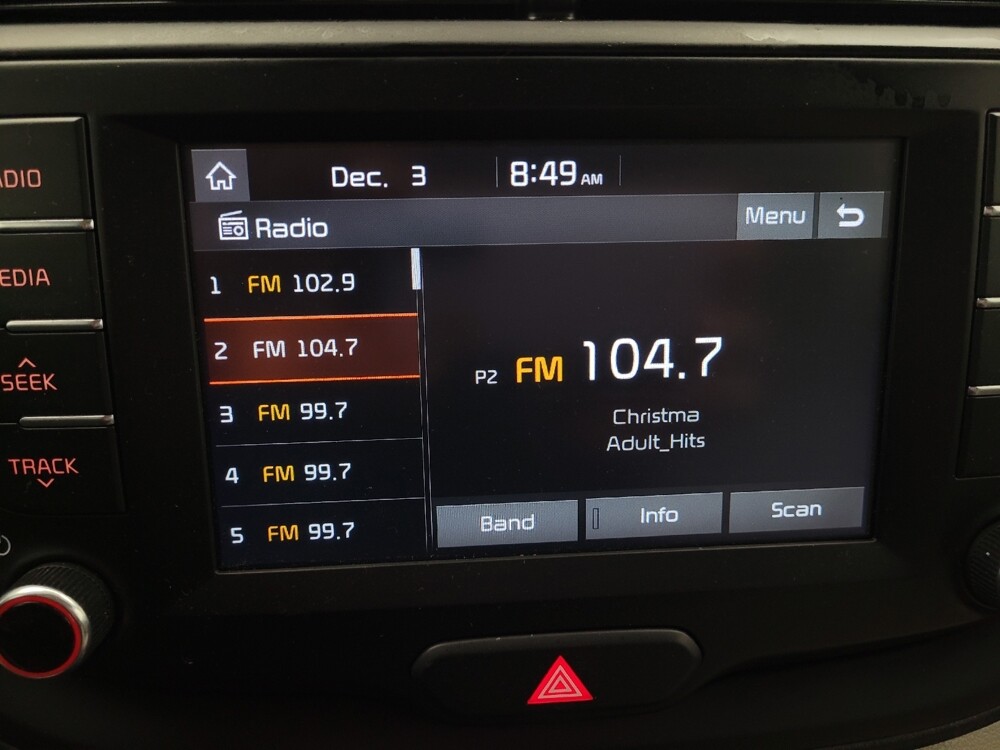 Dec. 3 8:49 AM
Radio Menu
1 FM 102.9
2 FM 104.7
3 FM 99.7
4 FM 99.7
5 FM 99.7
P2 FM 104.7
Christma
Adult_Hits
Band Info Scan
ADIO
EDIA
SEEK
TRACK